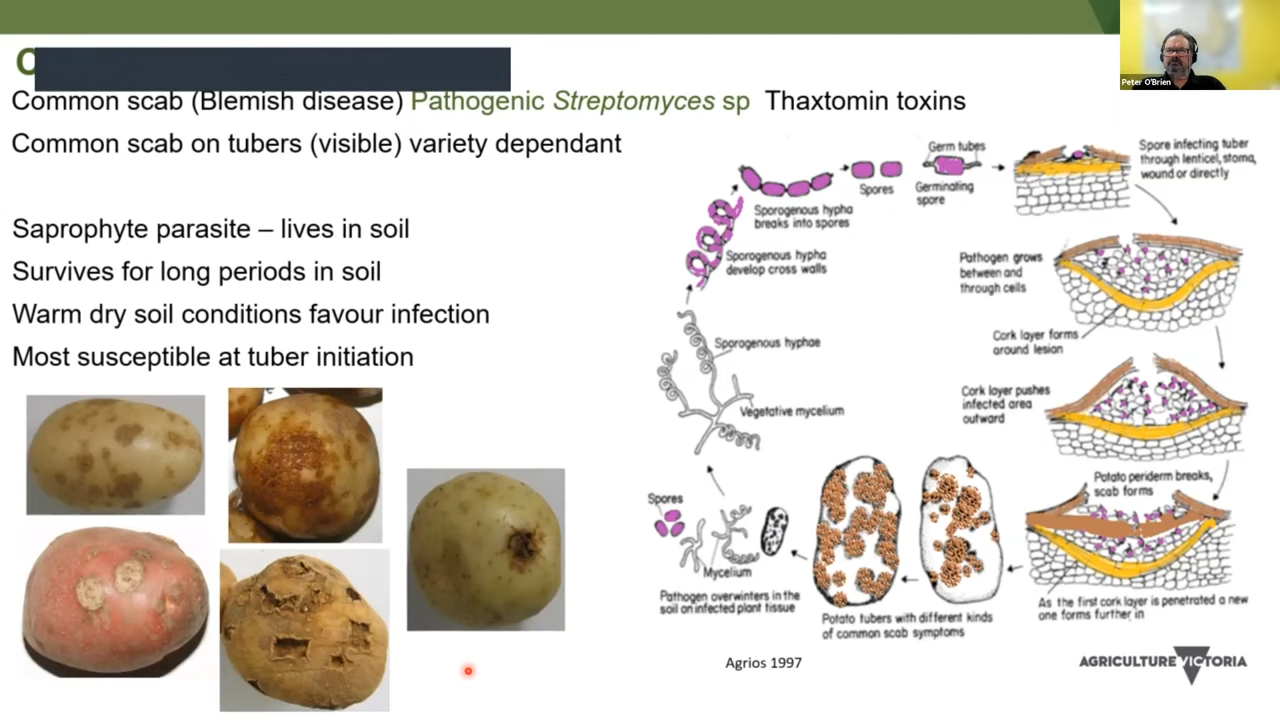 C
Peter O'Brien
Common scab (Blemish disease) Pathogenic Streptomyces sp Thaxtomin toxins
Common scab on tubers (visible) variety dependant
Saprophyte parasite – lives in soil
Survives for long periods in soil
Warm dry soil conditions favour infection
Most susceptible at tuber initiation
Germ tubes
Spores
Germinating
spore
Spore infecting tuber
through lenticel, stoma,
wound or directly
Sporogenous hypha
breaks into spores
Sporogenous hypha
develop cross walls
Pathogen grows
between and
through cells
Cork layer forms
around lesion
Sporogenous hyphae
Vegetative mycelium
Cork layer pushes
infected area
outward
Potato periderm breaks,
scab forms
Spores
Mycelium
Pathogen overwinters in the
soil on infected plant tissue
Potato tubers with different kinds
of common scab symptoms
As the first cork layer is penetrated a new
one forms further in
Agrios 1997
AGRICULTURE VICTORIA